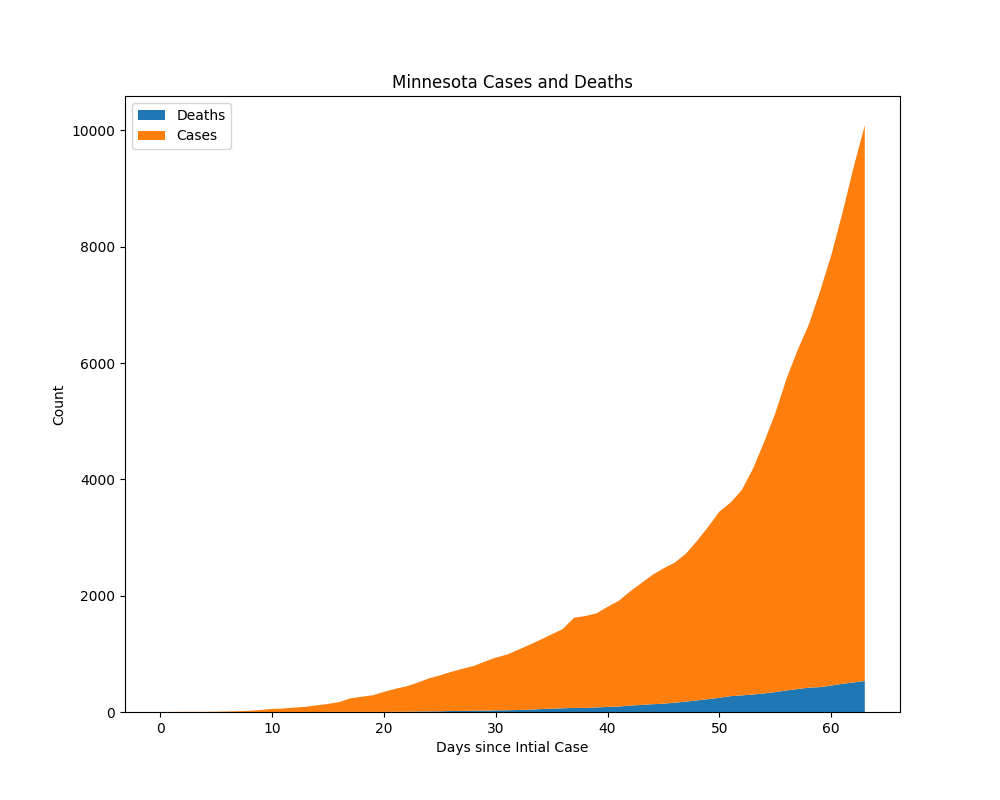 Minnesota Cases and Deaths
Deaths
Cases
10000
8000
6000
4000
2000
0
Count
0 10 20 30 40 50 60
Days since Intial Case